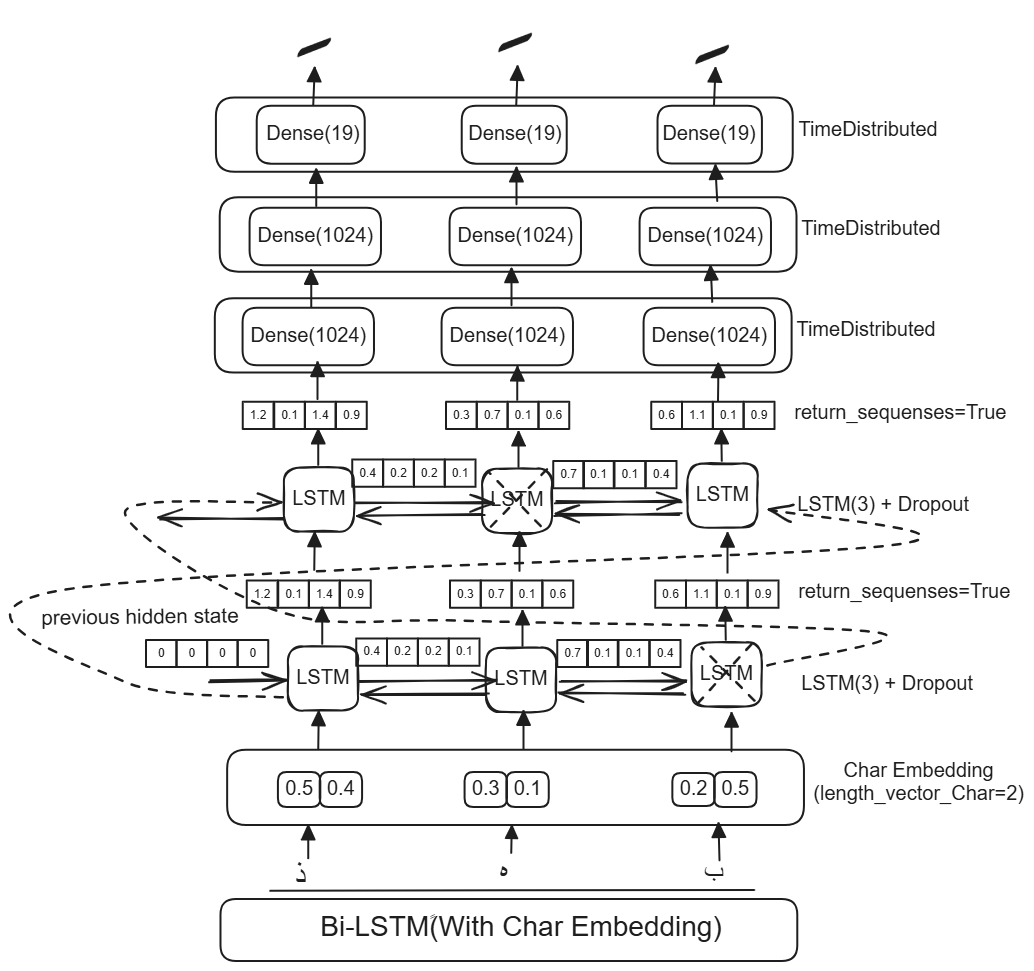 Dense(19) Dense(19) Dense(19) TimeDistributed
Dense(1024) Dense(1024) Dense(1024) TimeDistributed
Dense(1024) Dense(1024) Dense(1024) TimeDistributed
1.2 0.1 1.4 0.9 0.3 0.7 0.1 0.6 0.6 1.1 0.1 0.9 return_sequenses=True
0.4 0.2 0.2 0.1 0.7 0.1 0.1 0.4
LSTM LSTM LSTM LSTM(3) + Dropout
1.2 0.1 1.4 0.9 0.3 0.7 0.1 0.6 0.6 1.1 0.1 0.9 return_sequenses=True
previous hidden state
0 0 0 0 0.4 0.2 0.2 0.1 0.7 0.1 0.1 0.4
LSTM LSTM LSTM LSTM(3) + Dropout
Char Embedding
(length_vector_Char=2)
0.5 0.4 0.3 0.1 0.2 0.5
ه
Bi-LSTM(With Char Embedding)